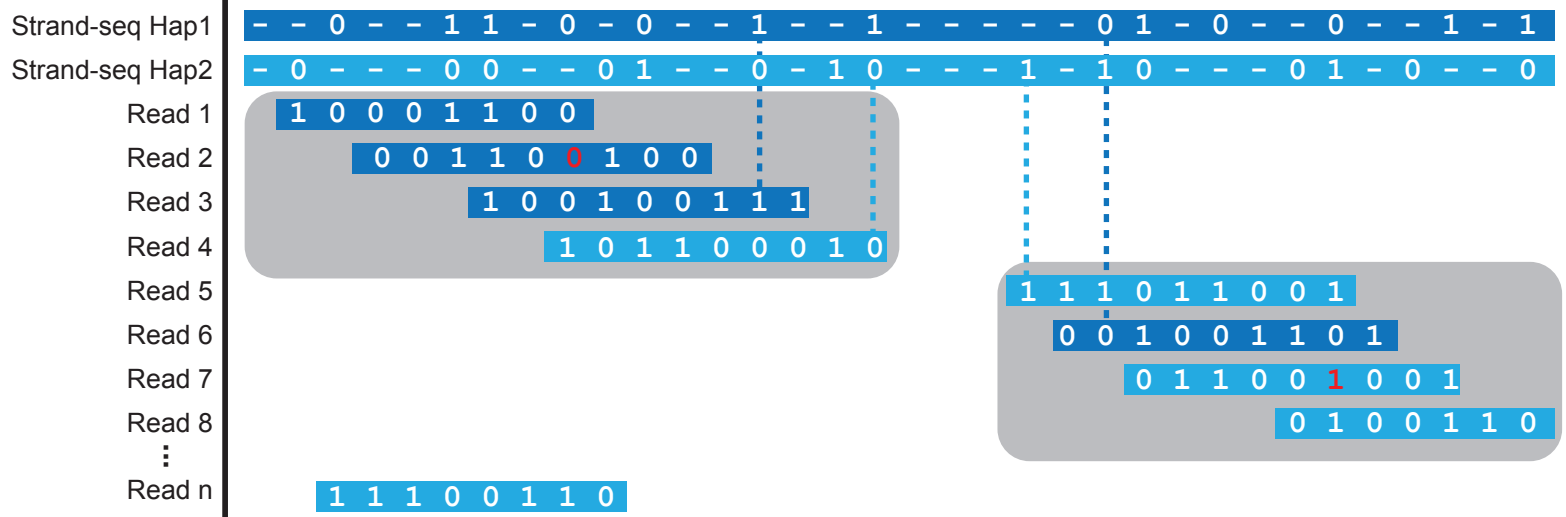 Strand-seq Hap1 - - 0 - - 1 1 - 0 - 0 - - 1 - - 1 - - - - - 0 1 - 0 - - 0 - - 1 - 1
Strand-seq Hap2 - 0 - - - 0 0 - - 0 1 - - 0 - 1 0 - - - 1 - 1 0 - - - 0 1 - 0 - - 0
Read 1 1 0 0 0 1 1 0 0
Read 2 0 0 1 1 0 0 1 0 0
Read 3 1 0 0 1 0 0 1 1 1
Read 4 1 0 1 1 0 0 0 1 0
Read 5 1 1 1 0 1 1 0 0 1
Read 6 0 0 1 0 0 1 1 0 1
Read 7 0 1 1 0 0 1 0 0 1
Read 8 0 1 0 0 1 1 0
⋮
Read n 1 1 1 0 0 1 1 0